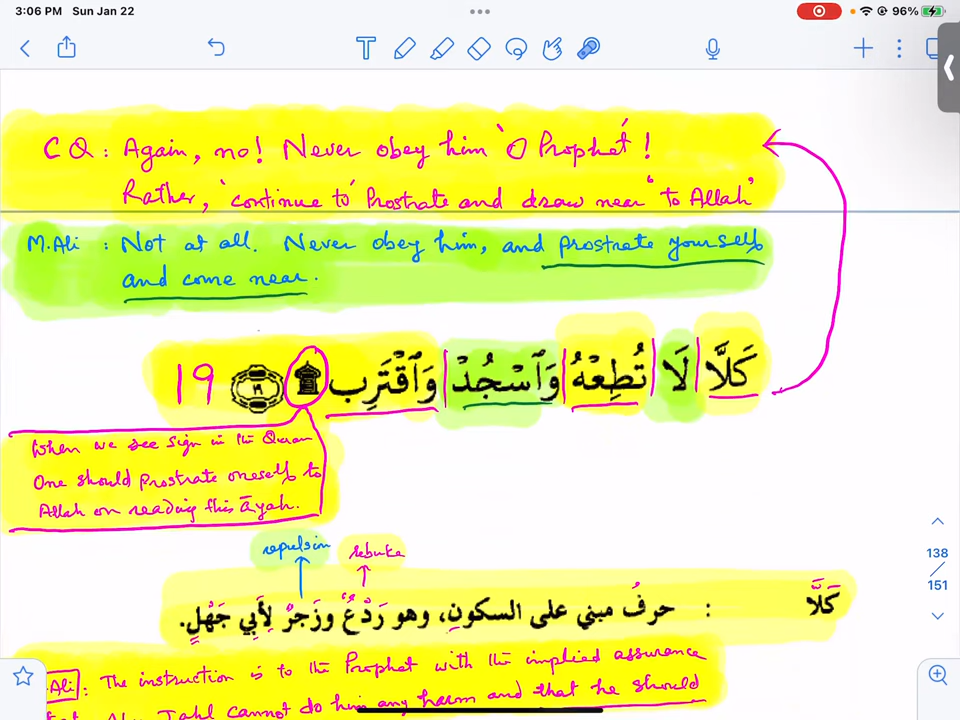 3:06 PM Sun Jan 22
96%
C Q : Again, no! Never obey him 'O Prophet'!
Rather, 'continue to' Prostrate and draw near "to Allah"
M. Ali : Not at all. Never obey him, and prostrate yourself
and come near.
كَلَّا لَا تُطِعْهُ وَٱسْجُدْ وَٱقْتَرِب ۩ ١٩ 19
When we see sign in the Quran
One should prostrate oneself to
Allah on reading this āyah.
repulsion rebuke
كَلَّا : حرفُ مبني على السكونِ، وهو رَدْعٌ وزَجرٌ لِأَبِي جَهْلٍ.
Ali : The instruction is to the Prophet with the implied assurance
that Abu Jahl cannot do him any harm and that he should
138
151